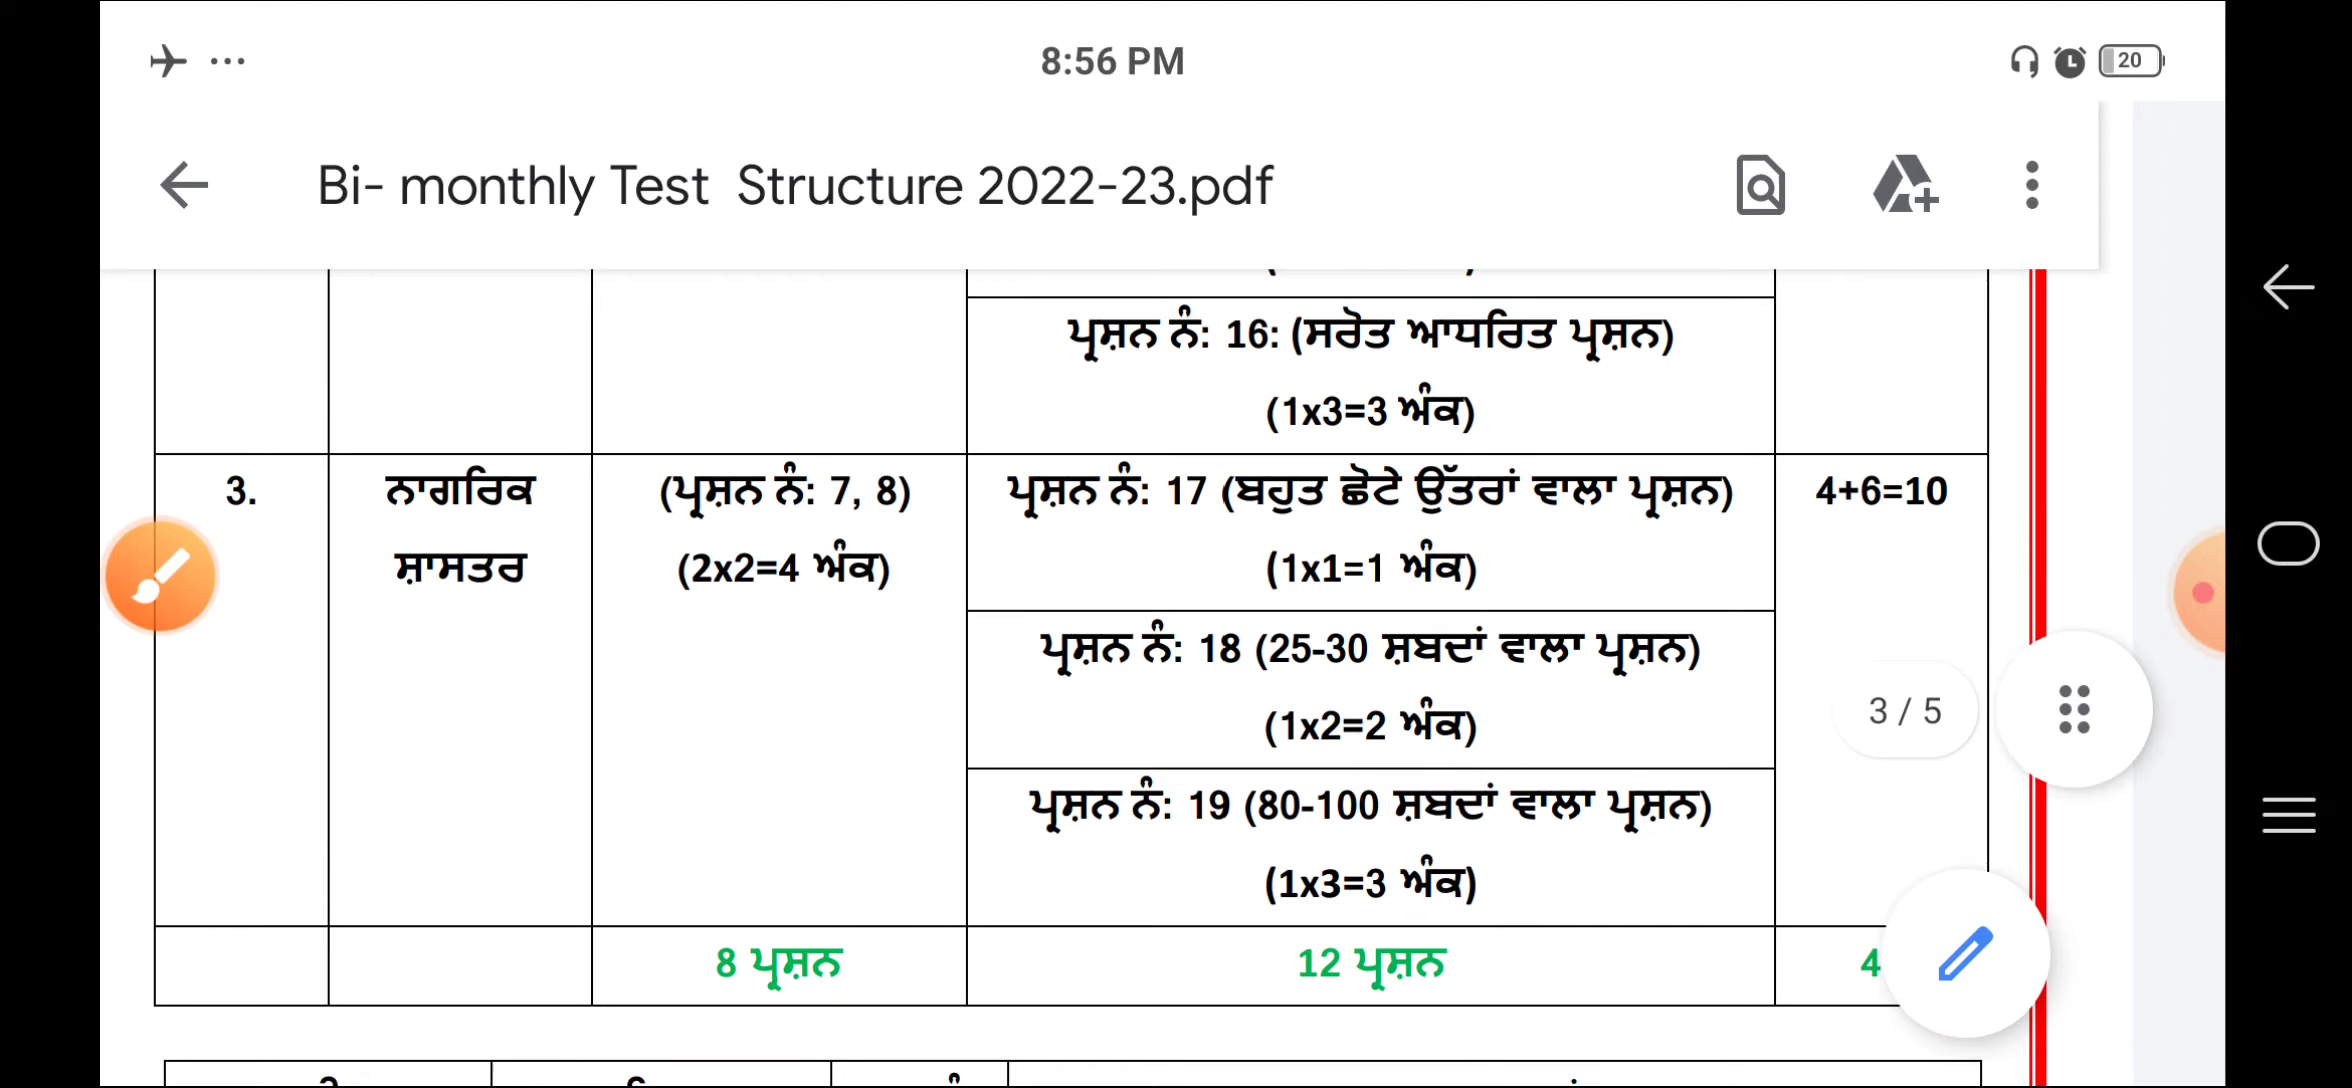 8:56 PM
20
Bi- monthly Test Structure 2022-23.pdf
ਪ੍ਰਸ਼ਨ ਨੰ: 16: (ਸਰੋਤ ਆਧਰਿਤ ਪ੍ਰਸ਼ਨ)
(1x3=3 ਅੰਕ)
3.
ਨਾਗਰਿਕ
ਸ਼ਾਸਤਰ
(ਪ੍ਰਸ਼ਨ ਨੰ: 7, 8)
(2x2=4 ਅੰਕ)
ਪ੍ਰਸ਼ਨ ਨੰ: 17 (ਬਹੁਤ ਛੋਟੇ ਉੱਤਰਾਂ ਵਾਲਾ ਪ੍ਰਸ਼ਨ)
(1x1=1 ਅੰਕ)
4+6=10
ਪ੍ਰਸ਼ਨ ਨੰ: 18 (25-30 ਸ਼ਬਦਾਂ ਵਾਲਾ ਪ੍ਰਸ਼ਨ)
(1x2=2 ਅੰਕ)
3 / 5
ਪ੍ਰਸ਼ਨ ਨੰ: 19 (80-100 ਸ਼ਬਦਾਂ ਵਾਲਾ ਪ੍ਰਸ਼ਨ)
(1x3=3 ਅੰਕ)
8 ਪ੍ਰਸ਼ਨ
12 ਪ੍ਰਸ਼ਨ
4